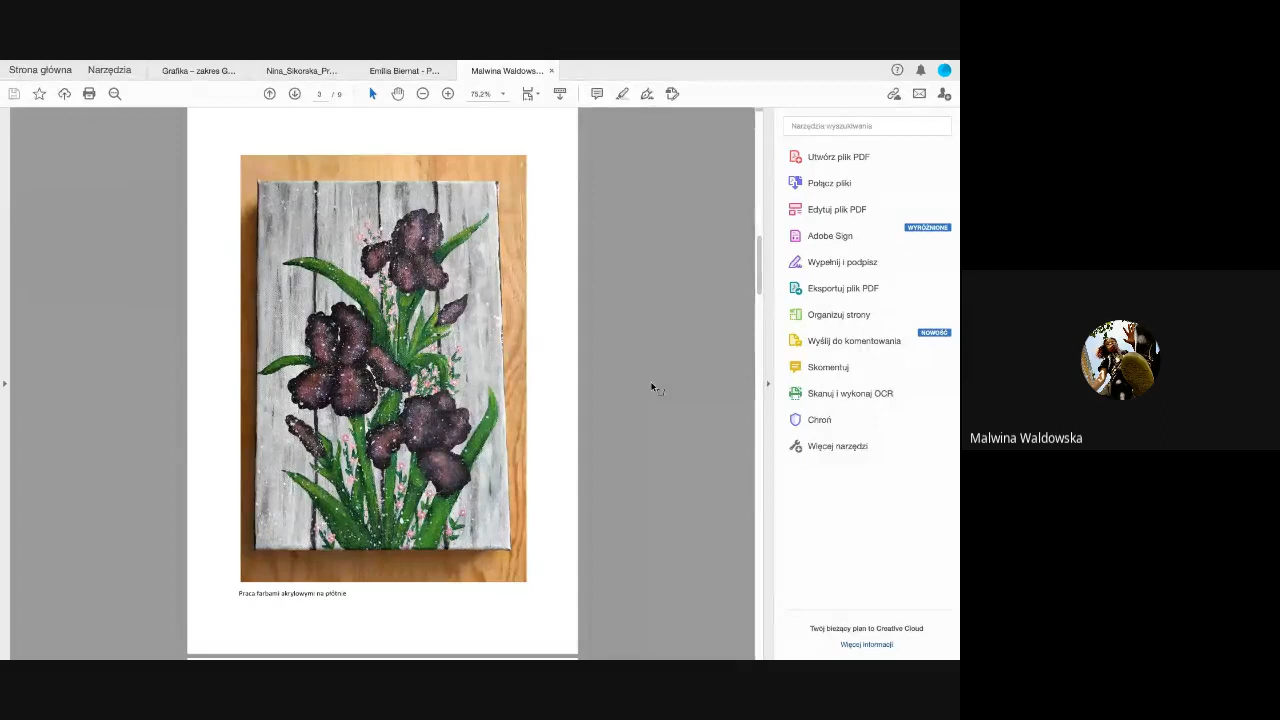 Strona główna
Narzędzia
Grafika – zakres G...
Nina_Sikorska_Pr...
Emilia Biernat - P...
Malwina Waldows...
3 / 9
75,2%
Narzędzia wyszukiwania
Utwórz plik PDF
Połącz pliki
Edytuj plik PDF
WYRÓŻNIONE
Adobe Sign
Wypełnij i podpisz
Eksportuj plik PDF
Organizuj strony
NOWOŚĆ
Wyślij do komentowania
Skomentuj
Skanuj i wykonaj OCR
Chroń
Więcej narzędzi
Malwina Waldowska
Praca farbami akrylowymi na płótnie
Twój bieżący plan to Creative Cloud
Więcej informacji